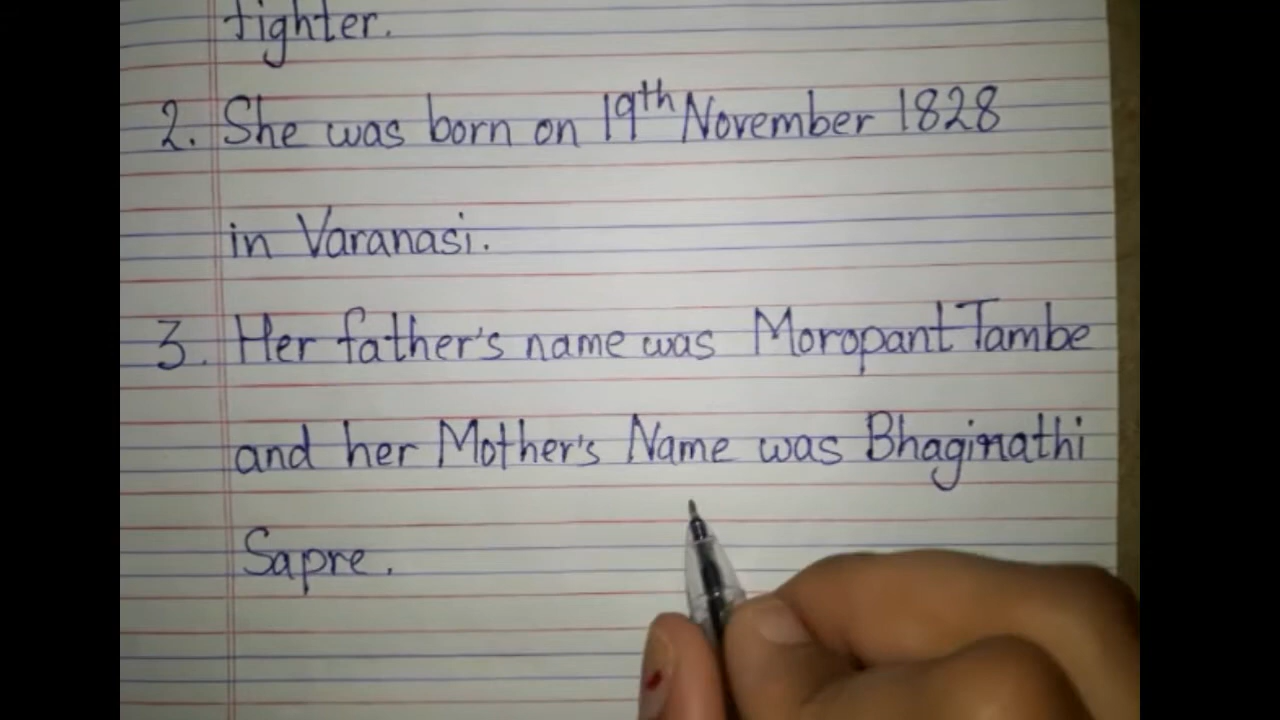 fighter.
2. She was born on 19th November 1828
in Varanasi.
3. Her father's name was Moropant Tambe
and her Mother's Name was Bhagirathi
Sapre.